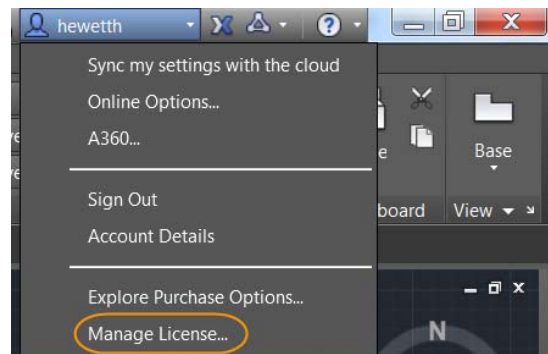 hewetth
Sync my settings with the cloud
Online Options...
A360...
Base
Sign Out
board View
Account Details
Explore Purchase Options...
Manage License...
N